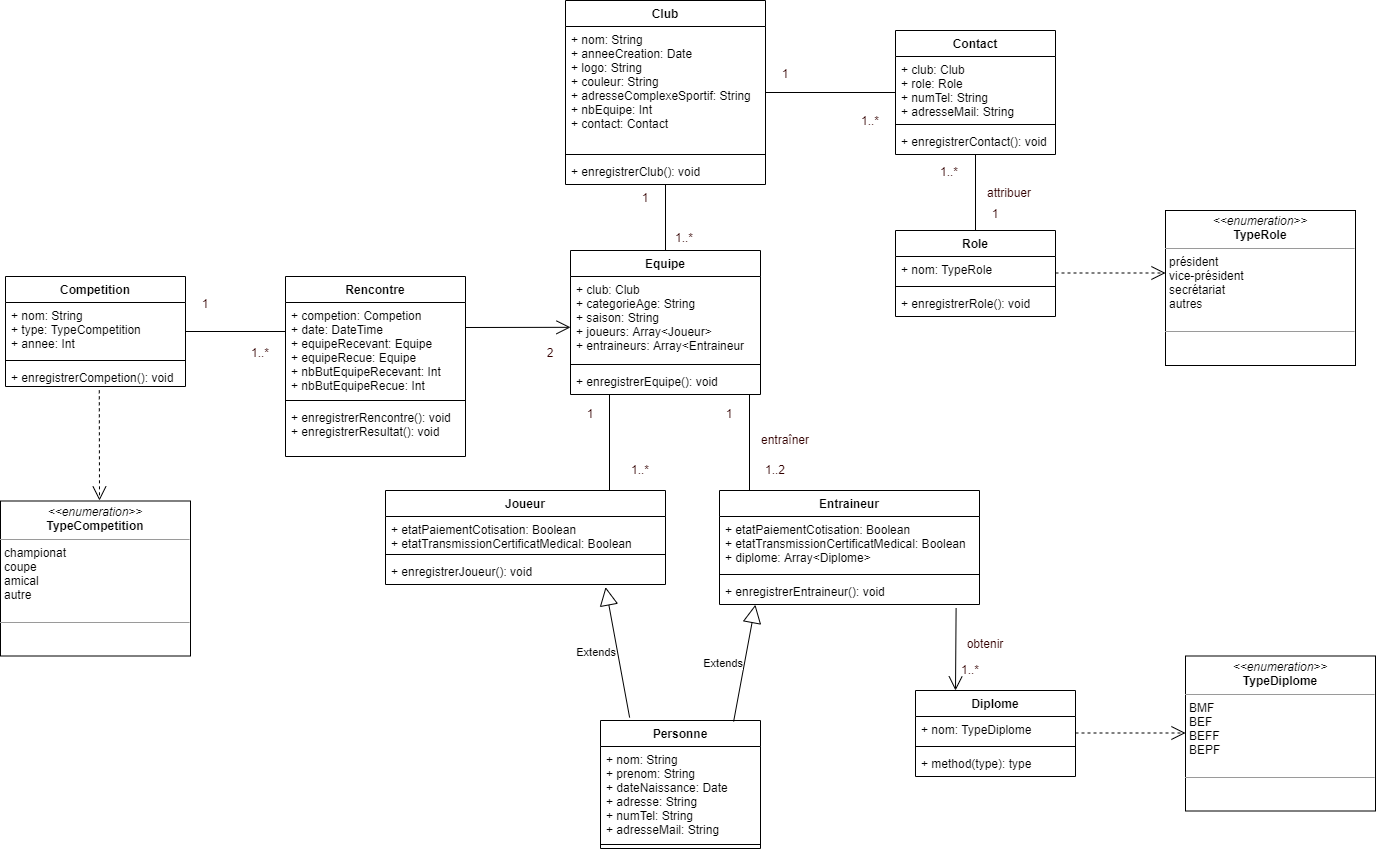 Club
+ nom: String
+ anneeCreation: Date
+ logo: String
+ couleur: String
+ adresseComplexeSportif: String
+ nbEquipe: Int
+ contact: Contact
+ enregistrerClub(): void
1
1..*
Contact
+ club: Club
+ role: Role
+ numTel: String
+ adresseMail: String
+ enregistrerContact(): void
1..*
attribuer
1
Role
+ nom: TypeRole
+ enregistrerRole(): void
<<enumeration>>
TypeRole
président
vice-président
secrétariat
autres
1
1..*
Equipe
+ club: Club
+ categorieAge: String
+ saison: String
+ joueurs: Array<Joueur>
+ entraineurs: Array<Entraineur
+ enregistrerEquipe(): void
Competition
+ nom: String
+ type: TypeCompetition
+ annee: Int
+ enregistrerCompetion(): void
1
1..*
Rencontre
+ competion: Competion
+ date: DateTime
+ equipeRecevant: Equipe
+ equipeRecue: Equipe
+ nbButEquipeRecevant: Int
+ nbButEquipeRecue: Int
+ enregistrerRencontre(): void
+ enregistrerResultat(): void
2
<<enumeration>>
TypeCompetition
championat
coupe
amical
autre
1
1..*
1
entraîner
1..2
Joueur
+ etatPaiementCotisation: Boolean
+ etatTransmissionCertificatMedical: Boolean
+ enregistrerJoueur(): void
Entraineur
+ etatPaiementCotisation: Boolean
+ etatTransmissionCertificatMedical: Boolean
+ diplome: Array<Diplome>
+ enregistrerEntraineur(): void
Extends
Extends
obtenir
1..*
Personne
+ nom: String
+ prenom: String
+ dateNaissance: Date
+ adresse: String
+ numTel: String
+ adresseMail: String
Diplome
+ nom: TypeDiplome
+ method(type): type
<<enumeration>>
TypeDiplome
BMF
BEF
BEFF
BEPF